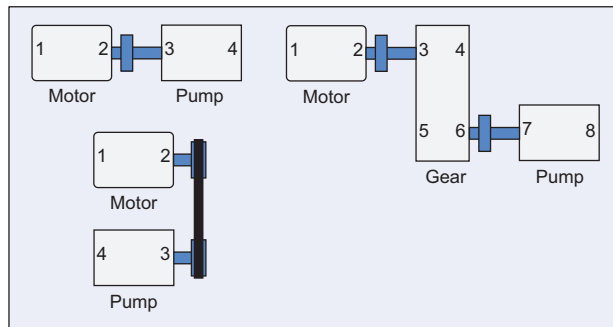 1 2 3 4
Motor Pump
1 2 3 4
5 6 7 8
Motor
Gear Pump
1 2
Motor
4 3
Pump